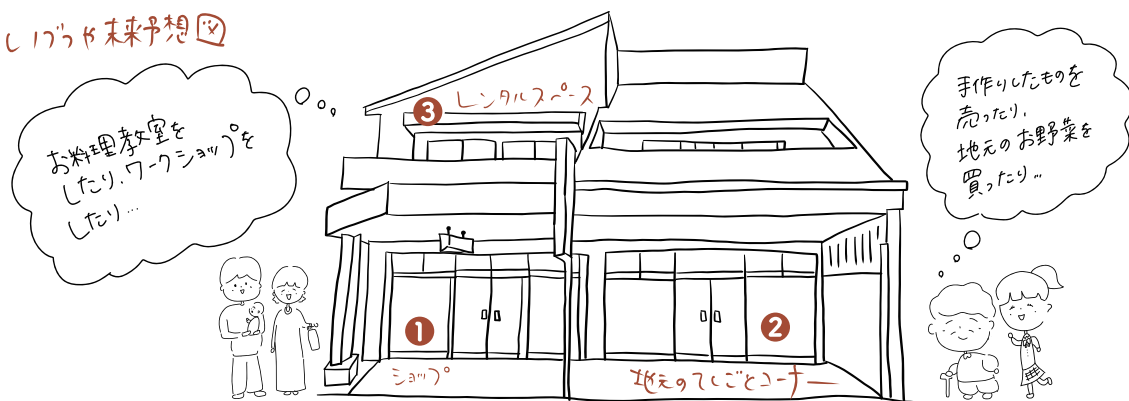 しづつや未来予想図
お料理教室を
したり、ワークショップを
したり…
3 レンタルスペース
手作りしたものを
売ったり、
地元のお野菜を
買ったり…
1
ショップ
2
地元のてしごとコーナー